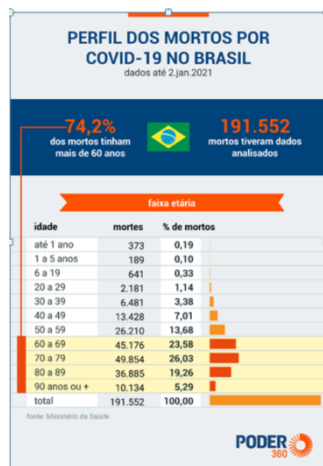 PERFIL DOS MORTOS POR
COVID-19 NO BRASIL
dados até 2.jan.2021
74,2%
dos mortos tinham
mais de 60 anos
191.552
mortos tiveram dados
analisados
faixa etária
idade mortes % de mortos
até 1 ano 373 0,19
1 a 5 anos 189 0,10
6 a 19 641 0,33
20 a 29 2.181 1,14
30 a 39 6.481 3,38
40 a 49 13.428 7,01
50 a 59 26.210 13,68
60 a 69 45.176 23,58
70 a 79 49.854 26,03
80 a 89 36.885 19,26
90 anos ou + 10.134 5,29
total 191.552 100,00
fonte: Ministério da Saúde
PODER
360